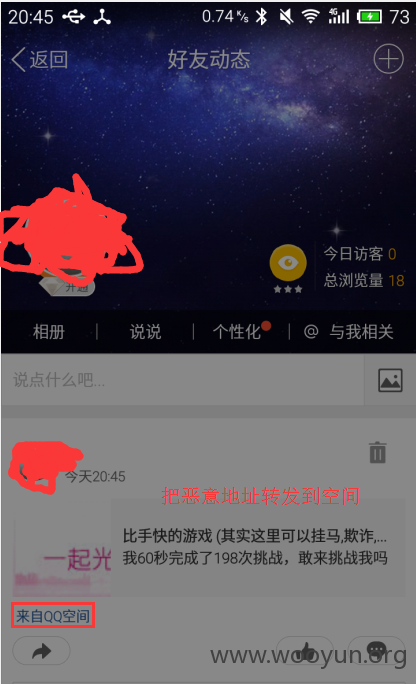 20:45 0.74 K/s 4G 73
返回 好友动态
今日访客 0
开通 总浏览量 18
相册 说说 个性化 @ 与我相关
说点什么吧...
今天20:45
把恶意地址转发到空间
比手快的游戏 (其实这里可以挂马,欺诈,...
一起光 我60秒完成了198次挑战，敢来挑战我吗
来自QQ空间
www.wooyun.org